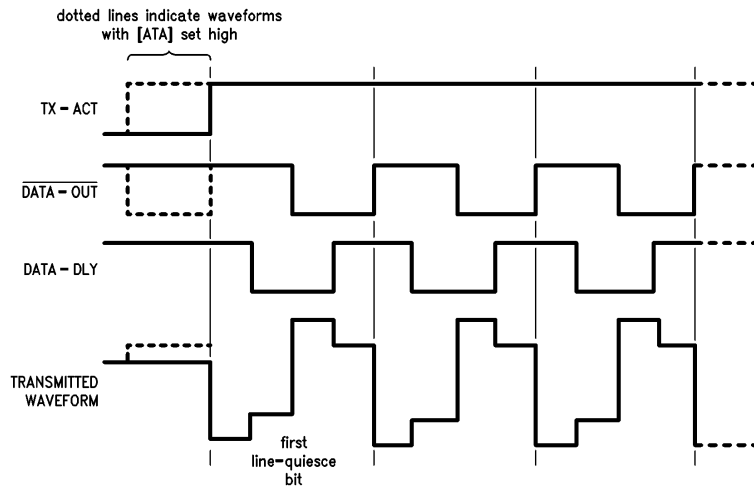 dotted lines indicate waveforms
with [ATA] set high
TX-ACT
DATA-OUT
DATA-DLY
TRANSMITTED
WAVEFORM
first
line-quiesce
bit